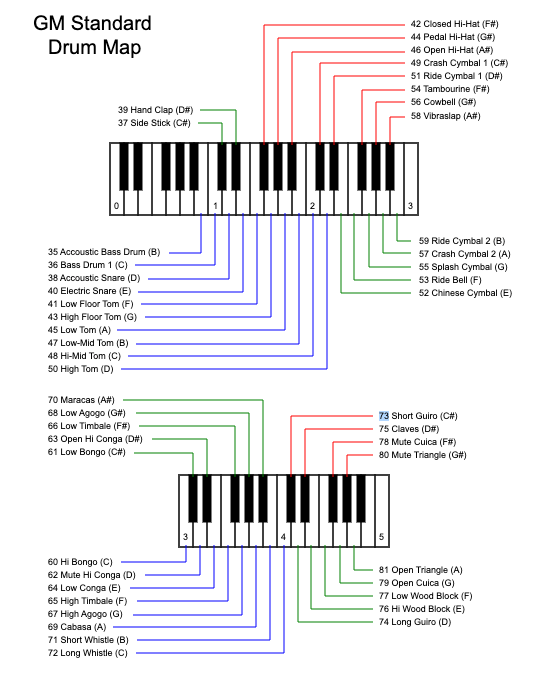 GM Standard
Drum Map
42 Closed Hi-Hat (F#)
44 Pedal Hi-Hat (G#)
46 Open Hi-Hat (A#)
49 Crash Cymbal 1 (C#)
51 Ride Cymbal 1 (D#)
54 Tambourine (F#)
56 Cowbell (G#)
58 Vibraslap (A#)
39 Hand Clap (D#)
37 Side Stick (C#)
0 1 2 3
35 Accoustic Bass Drum (B)
36 Bass Drum 1 (C)
38 Accoustic Snare (D)
40 Electric Snare (E)
41 Low Floor Tom (F)
43 High Floor Tom (G)
45 Low Tom (A)
47 Low-Mid Tom (B)
48 Hi-Mid Tom (C)
50 High Tom (D)
59 Ride Cymbal 2 (B)
57 Crash Cymbal 2 (A)
55 Splash Cymbal (G)
53 Ride Bell (F)
52 Chinese Cymbal (E)
70 Maracas (A#)
68 Low Agogo (G#)
66 Low Timbale (F#)
63 Open Hi Conga (D#)
61 Low Bongo (C#)
73 Short Guiro (C#)
75 Claves (D#)
78 Mute Cuica (F#)
80 Mute Triangle (G#)
3 4 5
60 Hi Bongo (C)
62 Mute Hi Conga (D)
64 Low Conga (E)
65 High Timbale (F)
67 High Agogo (G)
69 Cabasa (A)
71 Short Whistle (B)
72 Long Whistle (C)
81 Open Triangle (A)
79 Open Cuica (G)
77 Low Wood Block (F)
76 Hi Wood Block (E)
74 Long Guiro (D)